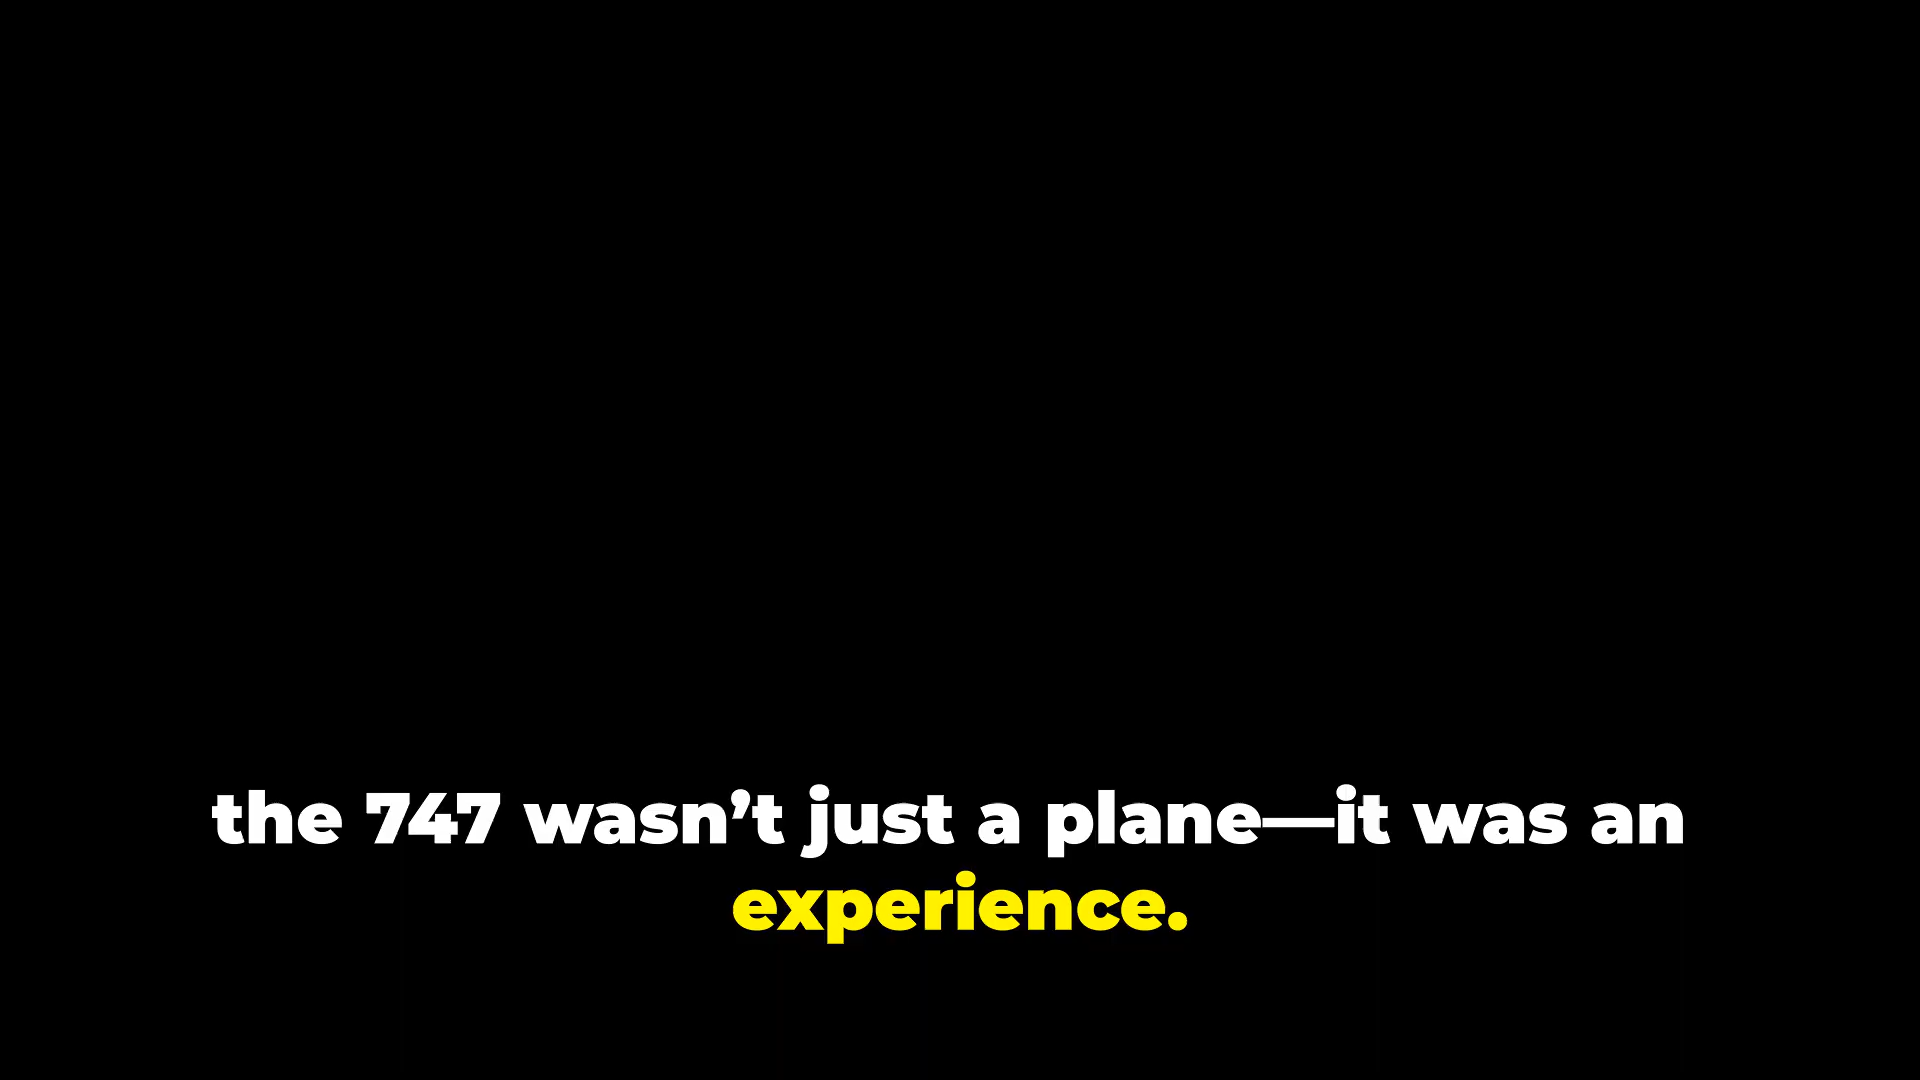 the 747 wasn’t just a plane—it was an
experience.